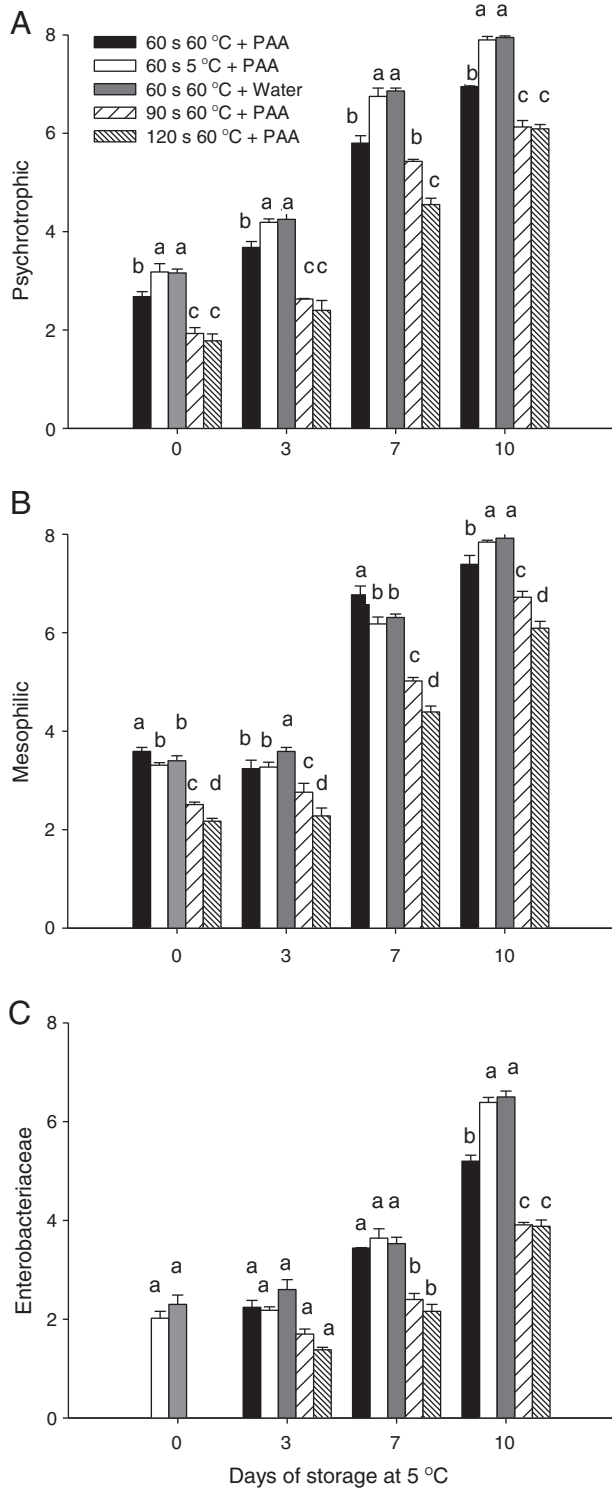 A
60 s 60 °C + PAA
60 s 5 °C + PAA
60 s 60 °C + Water
90 s 60 °C + PAA
120 s 60 °C + PAA
Psychrotrophic
8
6
4
2
0
b a a c c
b a a c c
b a a b c
b a a c c
0 3 7 10
B
Mesophilic
8
6
4
2
0
a b b c d
b b a c d
a b b c d
b a a c d
0 3 7 10
C
Enterobacteriaceae
8
6
4
2
0
a a
a a a a a
a a a b b
b a a c c
0 3 7 10
Days of storage at 5 °C